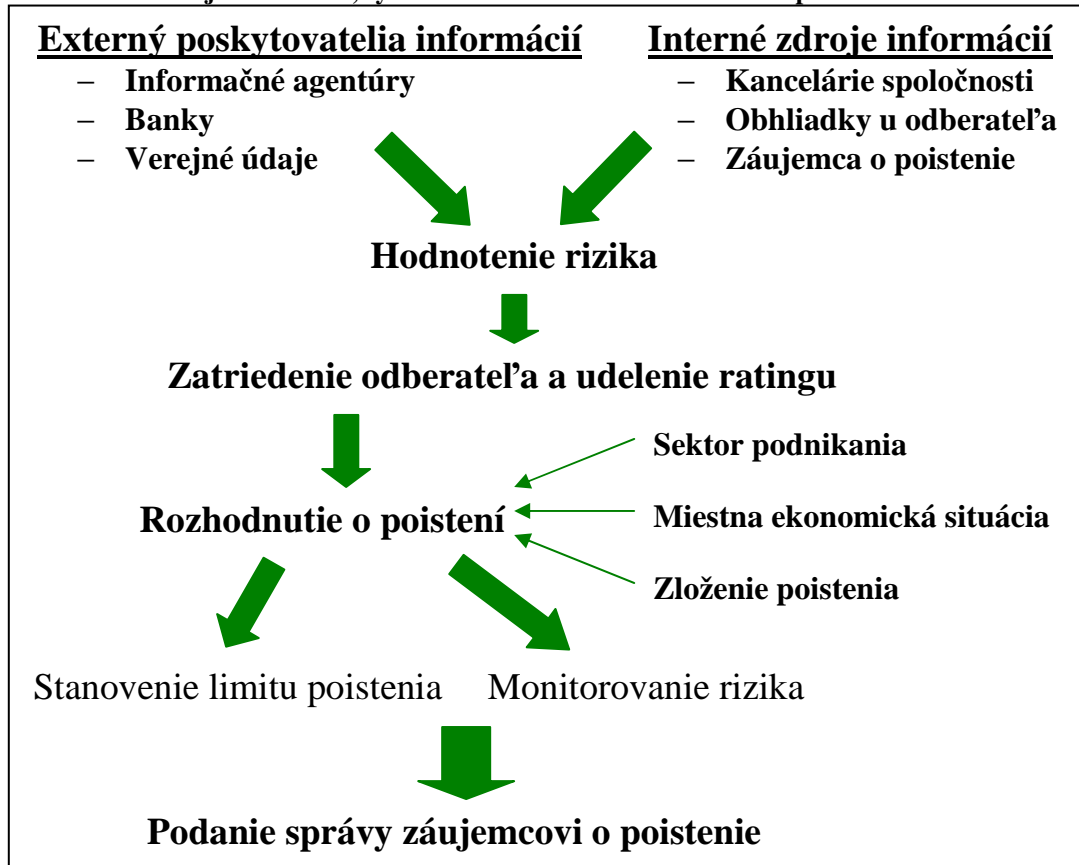 Externý poskytovatelia informácií
– Informačné agentúry
– Banky
– Verejné údaje
Interné zdroje informácií
– Kancelárie spoločnosti
– Obhliadky u odberateľa
– Záujemca o poistenie
Hodnotenie rizika
Zatriedenie odberateľa a udelenie ratingu
Sektor podnikania
Rozhodnutie o poistení
Miestna ekonomická situácia
Zloženie poistenia
Stanovenie limitu poistenia
Monitorovanie rizika
Podanie správy záujemcovi o poistenie